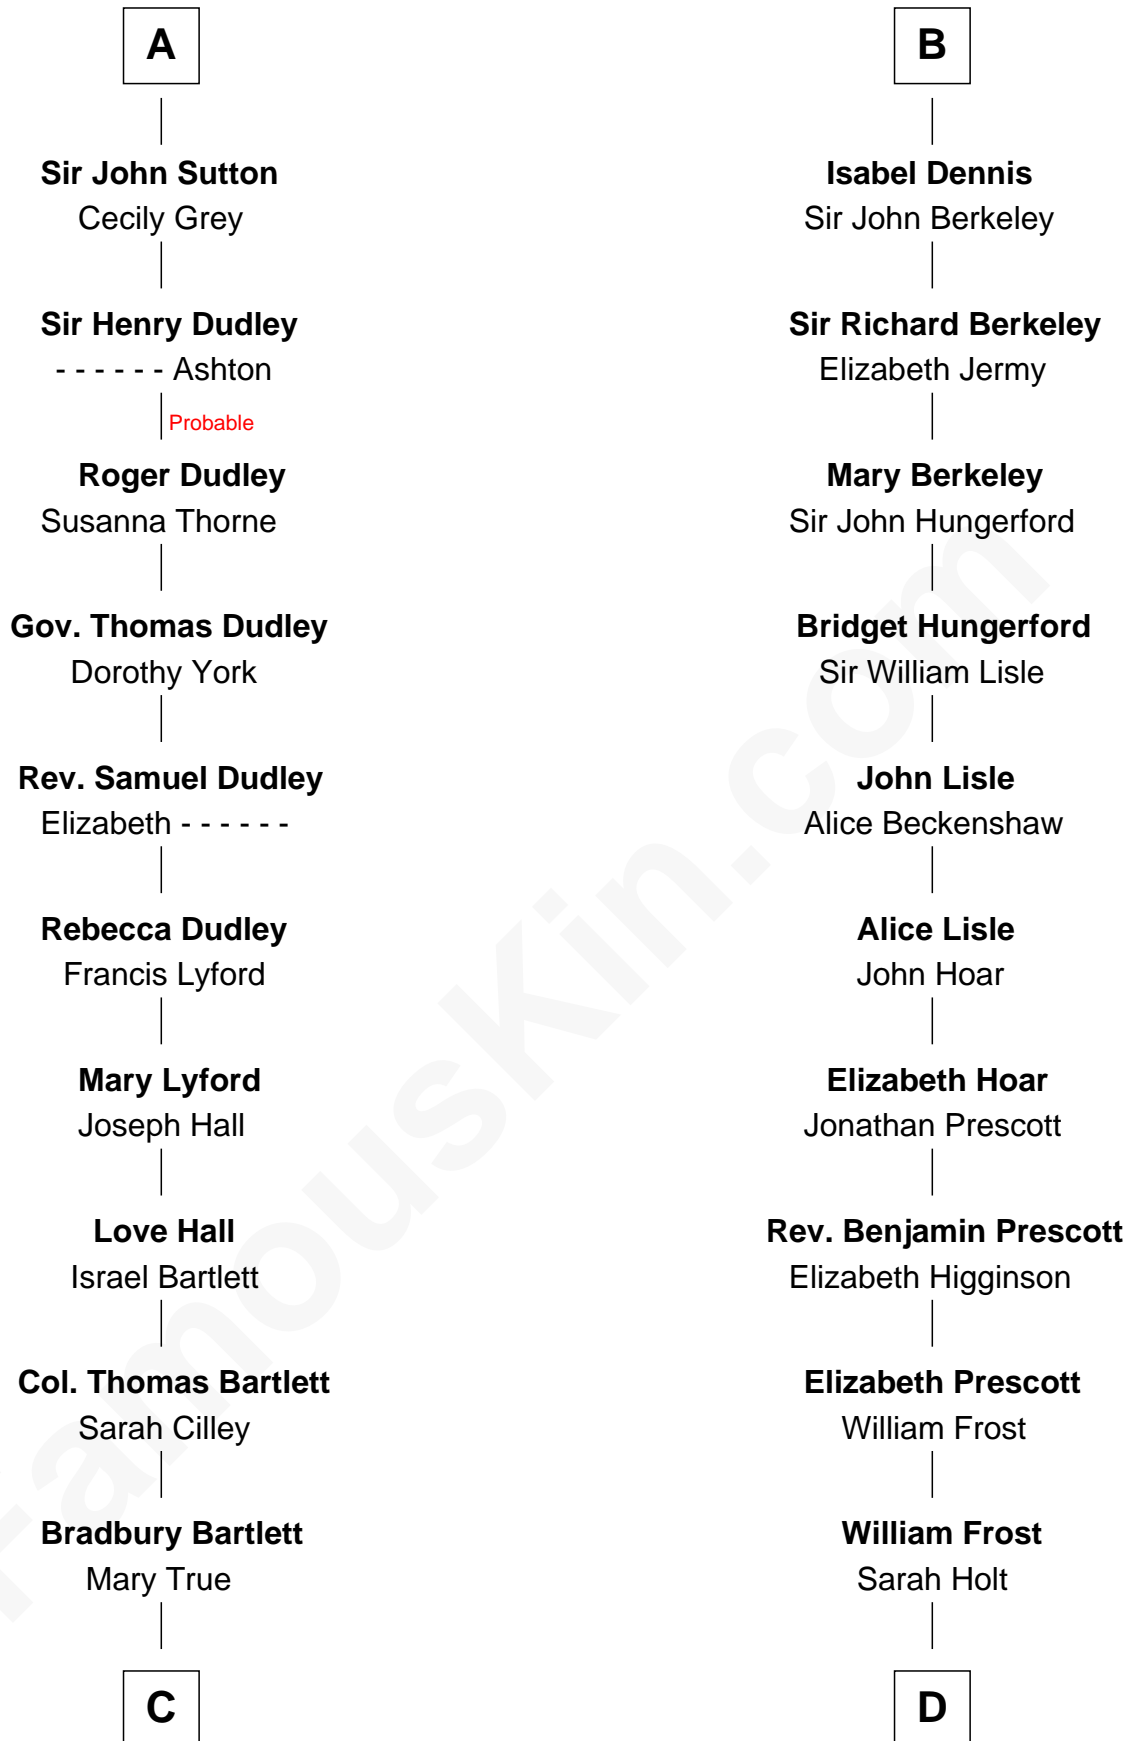 A
Sir John Sutton
Cecily Grey
Sir Henry Dudley
- - - - - - Ashton
Probable
Roger Dudley
Susanna Thorne
Gov. Thomas Dudley
Dorothy York
Rev. Samuel Dudley
Elizabeth - - - - - -
Rebecca Dudley
Francis Lyford
Mary Lyford
Joseph Hall
Love Hall
Israel Bartlett
Col. Thomas Bartlett
Sarah Cilley
Bradbury Bartlett
Mary True
C
B
Isabel Dennis
Sir John Berkeley
Sir Richard Berkeley
Elizabeth Jermy
Mary Berkeley
Sir John Hungerford
Bridget Hungerford
Sir William Lisle
John Lisle
Alice Beckenshaw
Alice Lisle
John Hoar
Elizabeth Hoar
Jonathan Prescott
Rev. Benjamin Prescott
Elizabeth Higginson
Elizabeth Prescott
William Frost
William Frost
Sarah Holt
D
FamousKin.com